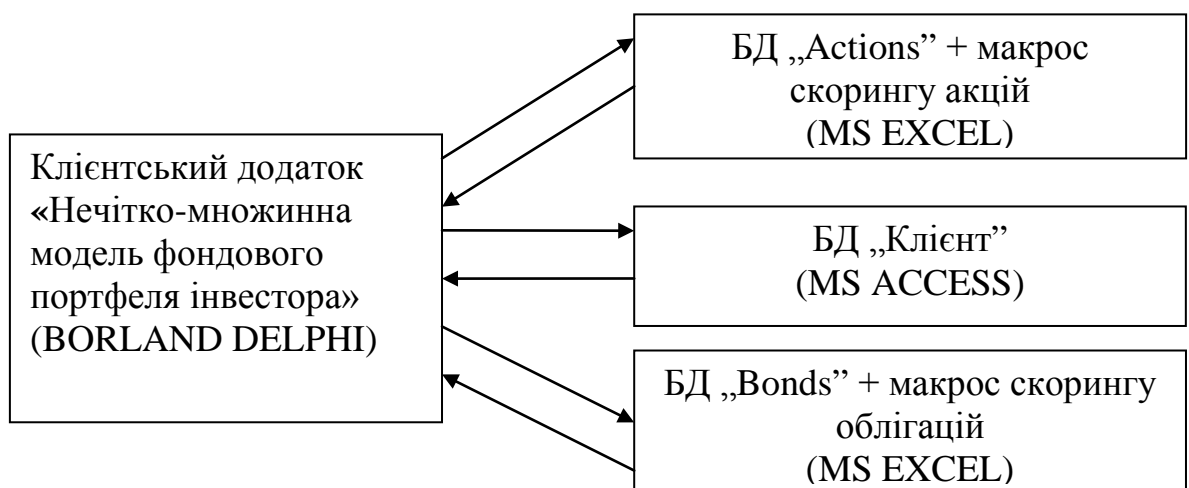 Клієнтський додаток
«Нечітко-множинна
модель фондового
портфеля інвестора»
(BORLAND DELPHI)
БД „Actions” + макрос
скорингу акцій
(MS EXCEL)
БД „Клієнт”
(MS ACCESS)
БД „Bonds” + макрос скорингу
облігацій
(MS EXCEL)